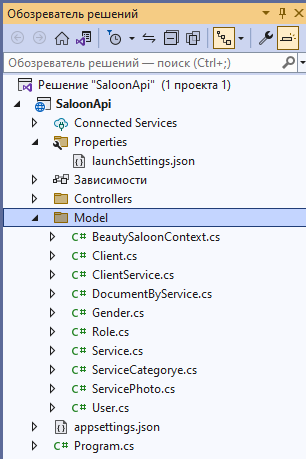 Обозреватель решений
Обозреватель решений — поиск (Ctrl+;)
Решение "SaloonApi" (1 проекта 1)
SaloonApi
Connected Services
Properties
launchSettings.json
Зависимости
Controllers
Model
C# BeautySaloonContext.cs
C# Client.cs
C# ClientService.cs
C# DocumentByService.cs
C# Gender.cs
C# Role.cs
C# Service.cs
C# ServiceCategorye.cs
C# ServicePhoto.cs
C# User.cs
appsettings.json
C# Program.cs